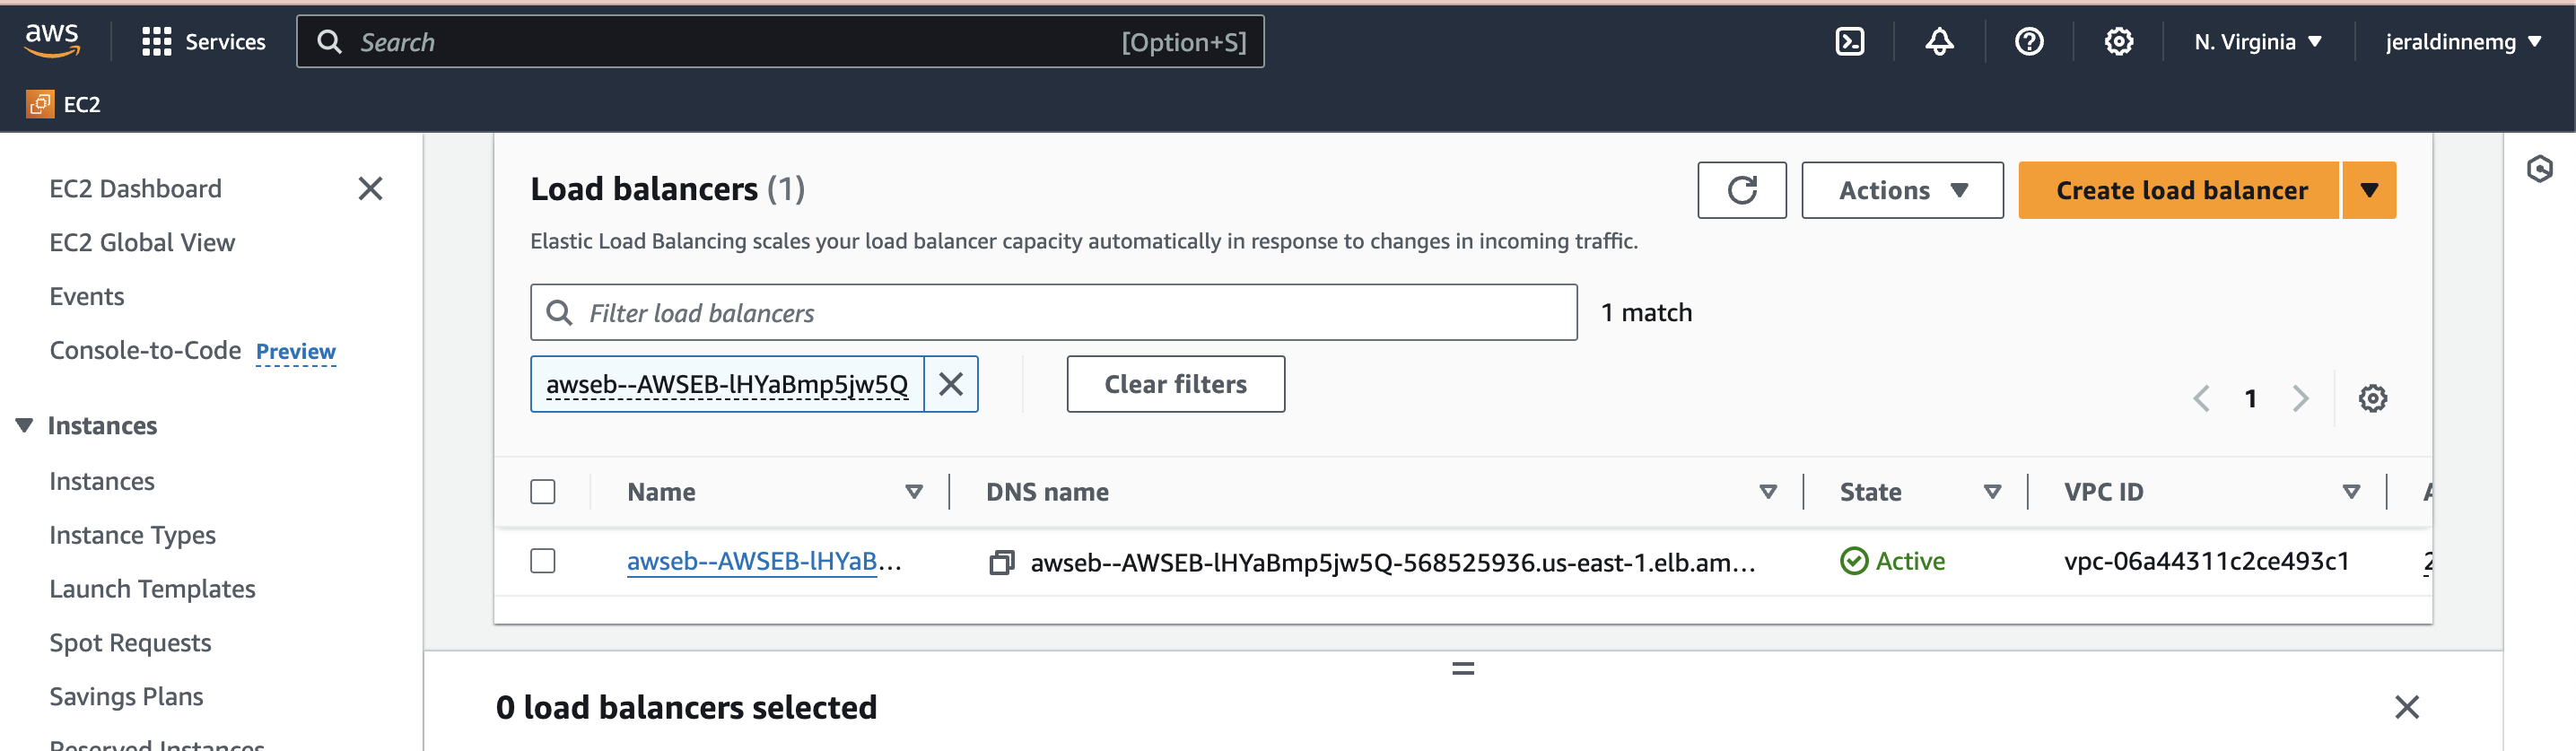 aws
Services
Search
[Option+S]
N. Virginia
jeraldinnemg
EC2
EC2 Dashboard
EC2 Global View
Events
Console-to-Code Preview
Instances
Instances
Instance Types
Launch Templates
Spot Requests
Savings Plans
Reserved Instances
Load balancers (1)
Actions
Create load balancer
Elastic Load Balancing scales your load balancer capacity automatically in response to changes in incoming traffic.
Filter load balancers
1 match
awseb--AWSEB-lHYaBmp5jw5Q
Clear filters
1
Name
DNS name
State
VPC ID
awseb--AWSEB-lHYaB...
awseb--AWSEB-lHYaBmp5jw5Q-568525936.us-east-1.elb.am...
Active
vpc-06a44311c2ce493c1
0 load balancers selected